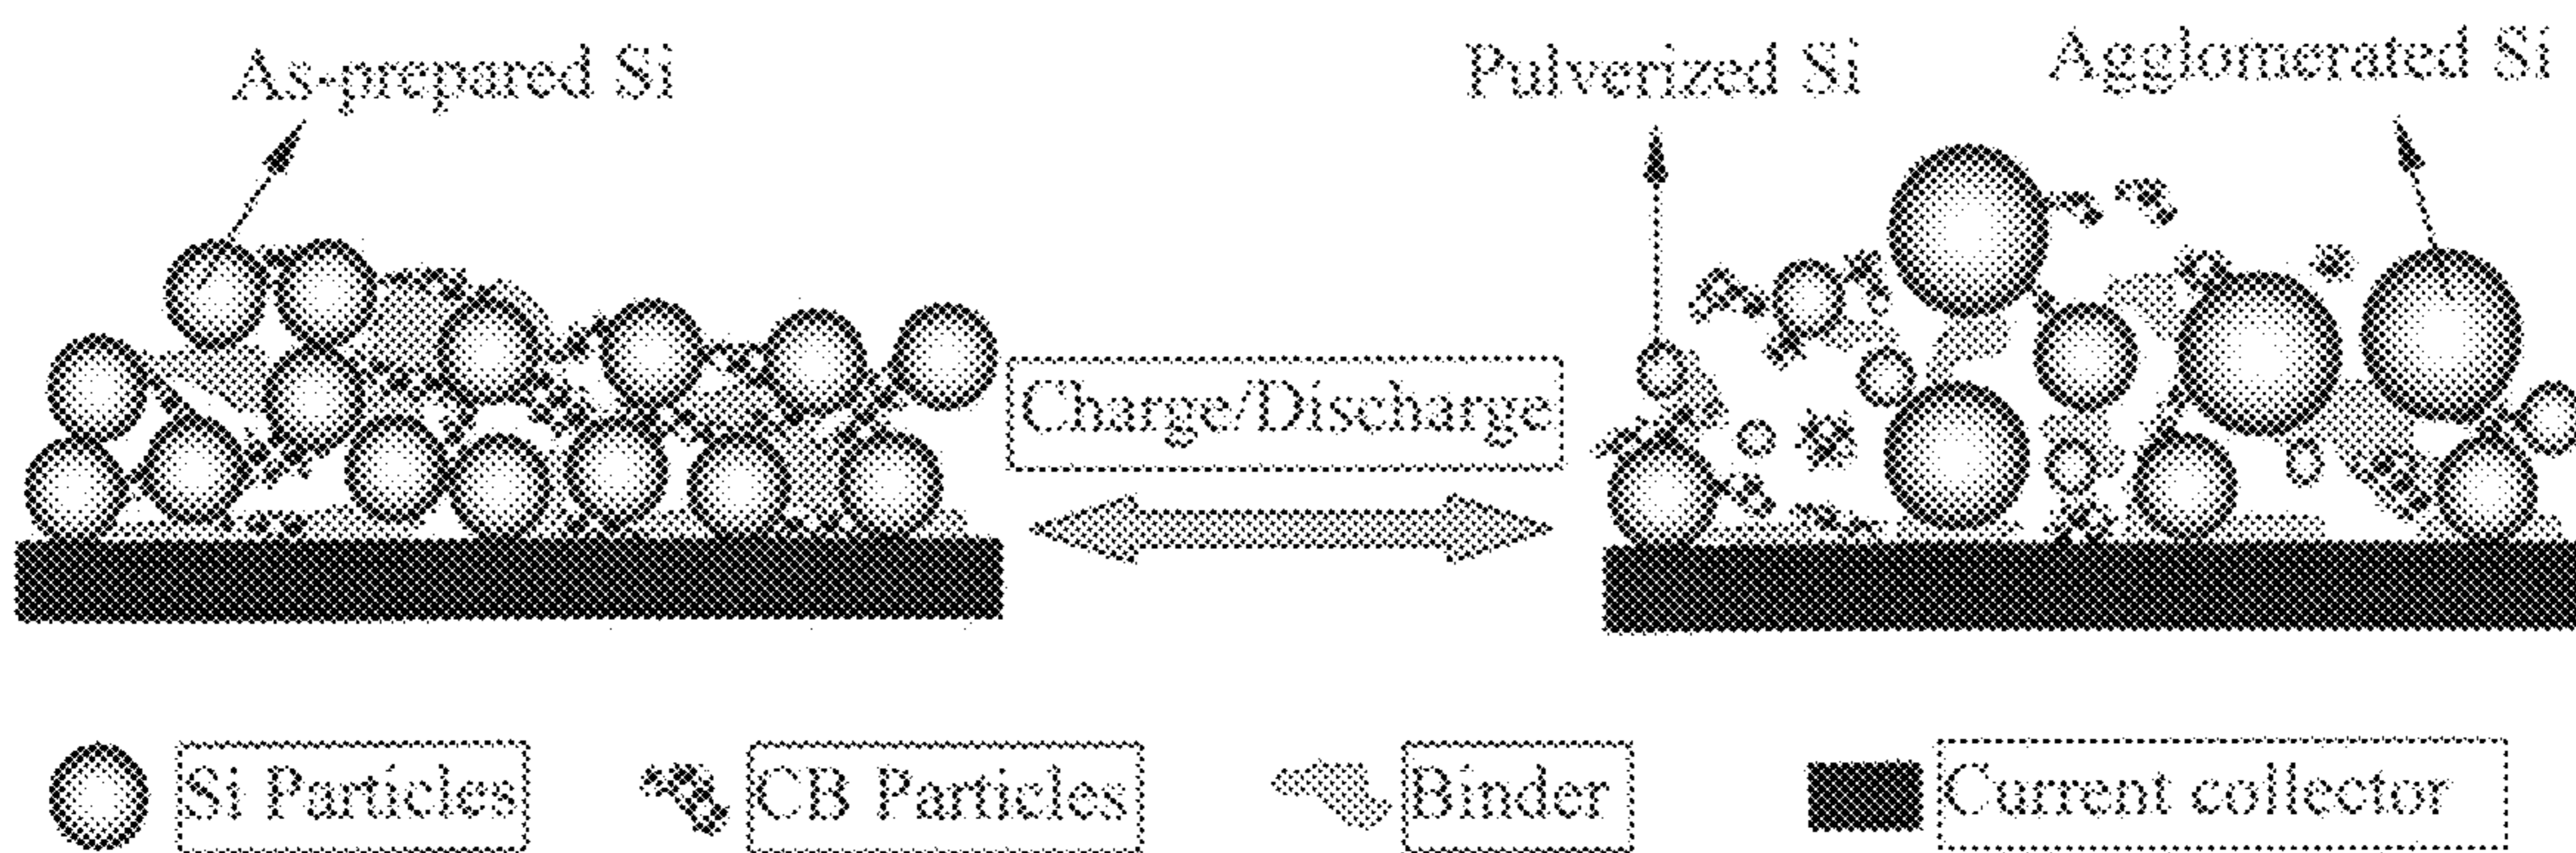 As-prepared Si
Pulverized Si
Agglomerated Si
Charge/Discharge
Si Particles
CB Particles
Binder
Current collector